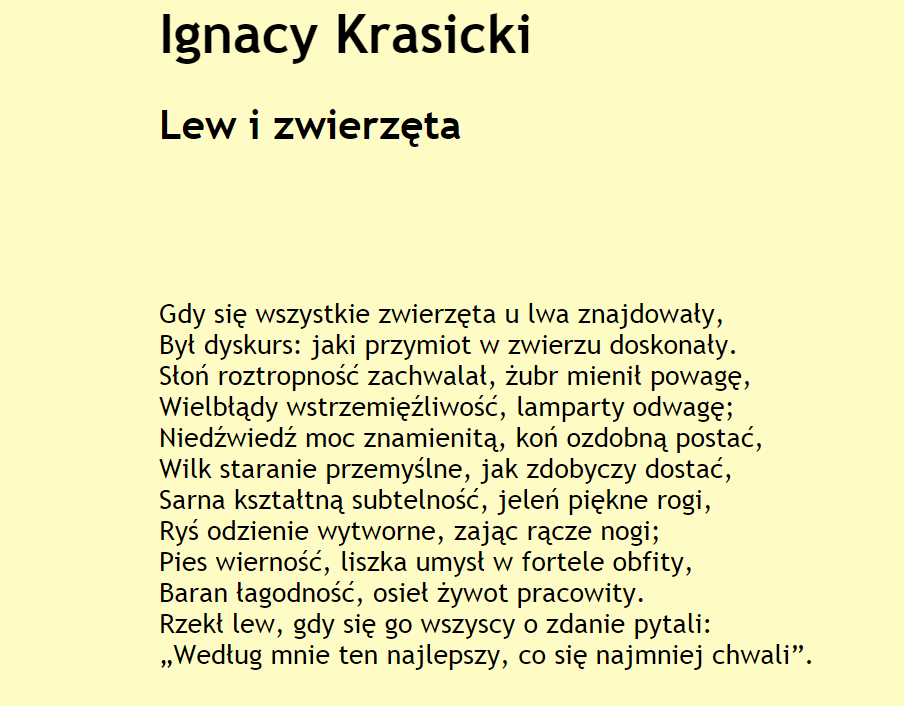 Ignacy Krasicki
Lew i zwierzęta
Gdy się wszystkie zwierzęta u lwa znajdowały,
Był dyskurs: jaki przymiot w zwierzu doskonały.
Słoń roztropność zachwalał, żubr mienił powagę,
Wielbłądy wstrzemięźliwość, lamparty odwagę;
Niedźwiedź moc znamienitą, koń ozdobną postać,
Wilk staranie przemyślne, jak zdobyczy dostać,
Sarna kształtną subtelność, jeleń piękne rogi,
Ryś odzienie wytworne, zając rącze nogi;
Pies wierność, liszka umysł w fortele obfity,
Baran łagodność, osieł żywot pracowity.
Rzekł lew, gdy się go wszyscy o zdanie pytali:
„Według mnie ten najlepszy, co się najmniej chwali”.